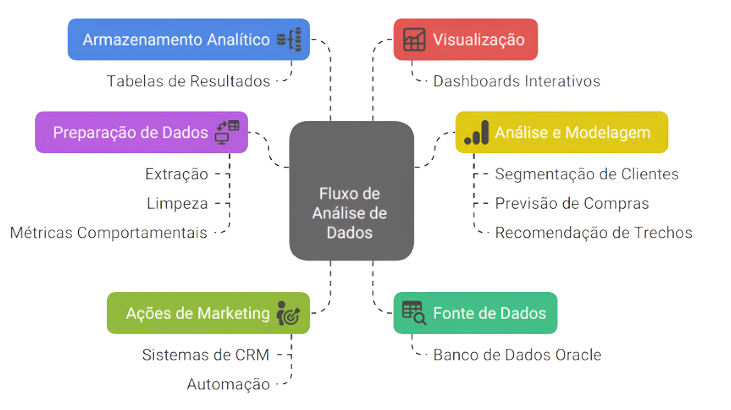 Armazenamento Analítico
Tabelas de Resultados
Preparação de Dados
Extração
Limpeza
Métricas Comportamentais
Ações de Marketing
Sistemas de CRM
Automação
Fluxo de
Análise de
Dados
Visualização
Dashboards Interativos
Análise e Modelagem
Segmentação de Clientes
Previsão de Compras
Recomendação de Trechos
Fonte de Dados
Banco de Dados Oracle